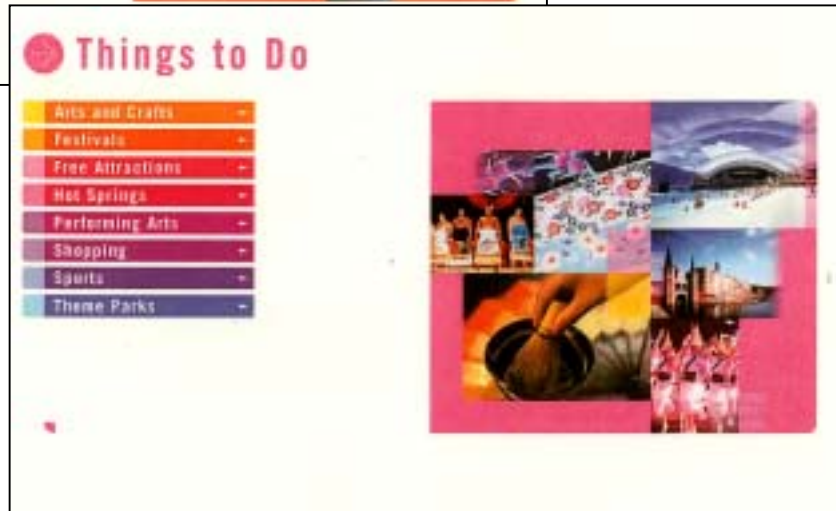 Things to Do
Arts and Crafts
Festivals
Free Attractions
Hot Springs
Performing Arts
Shopping
Sports
Theme Parks